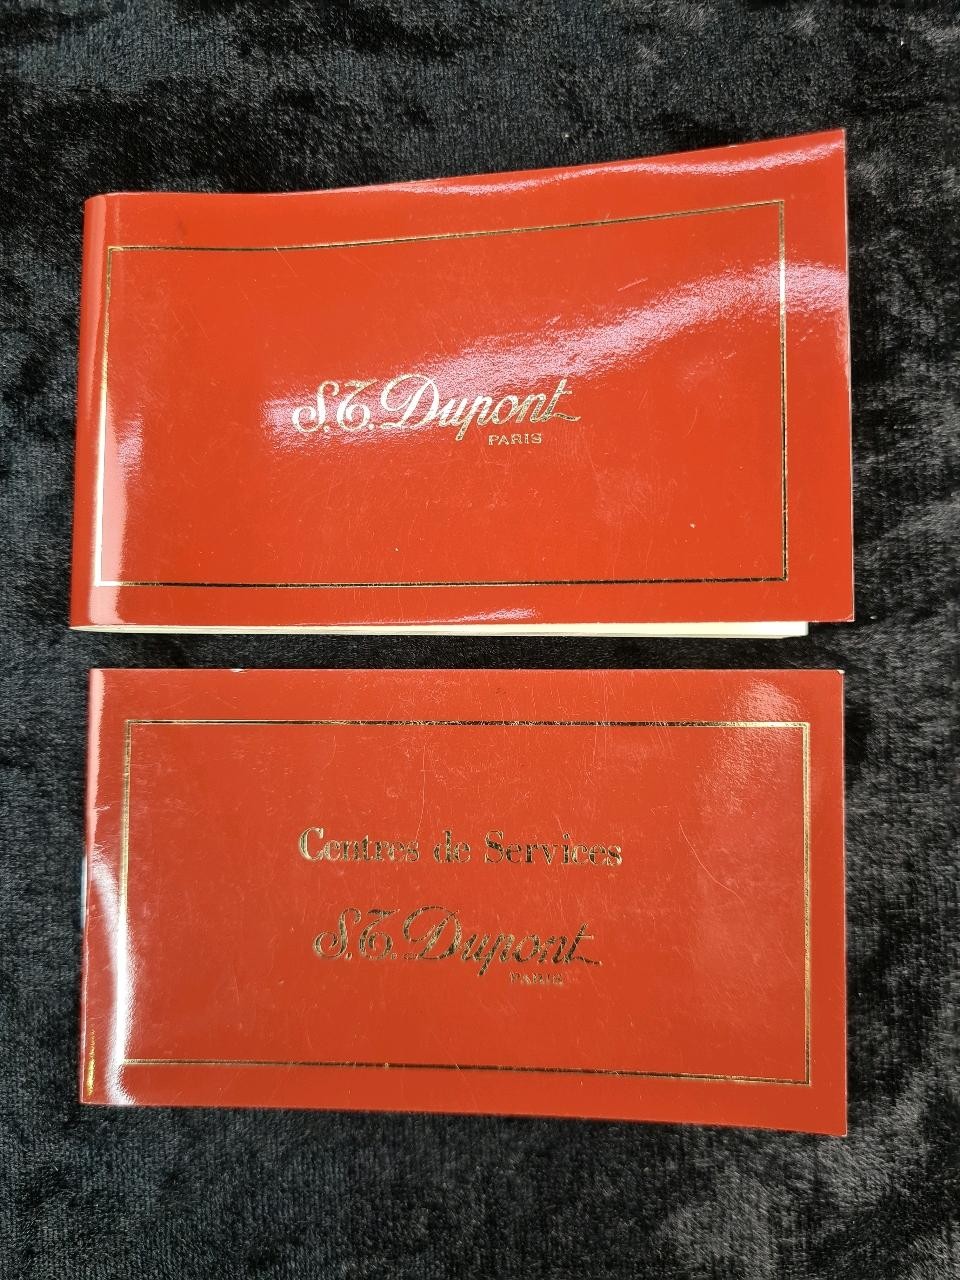 S.T. Dupont
PARIS
Centres de Services
S.T. Dupont
PARIS